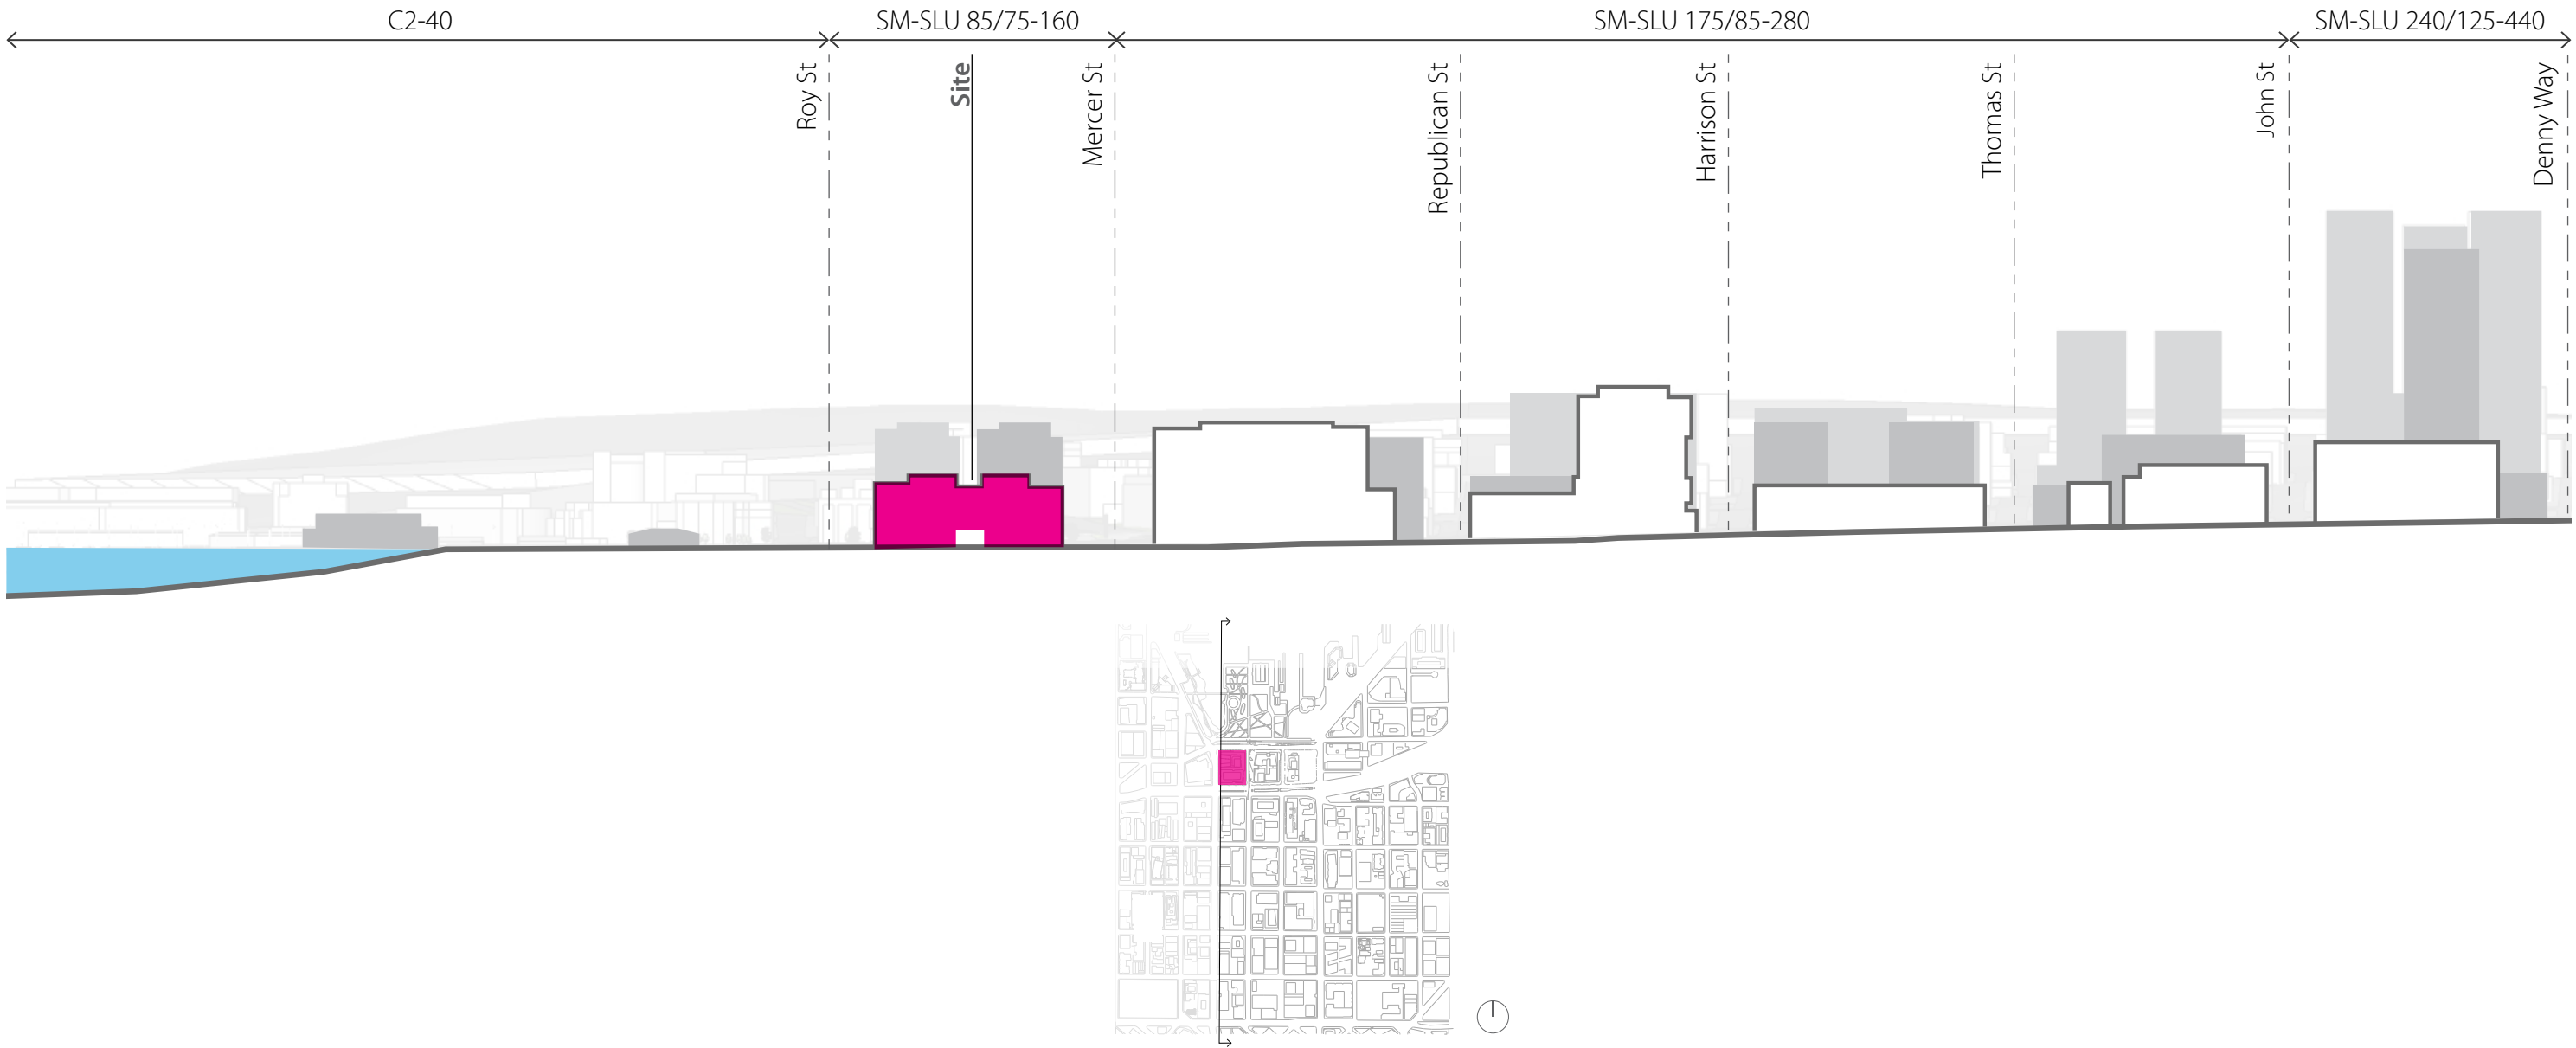 C2-40
SM-SLU 85/75-160
SM-SLU 175/85-280
SM-SLU 240/125-440
Roy St
Site
Mercer St
Republican St
Harrison St
Thomas St
John St
Denny Way